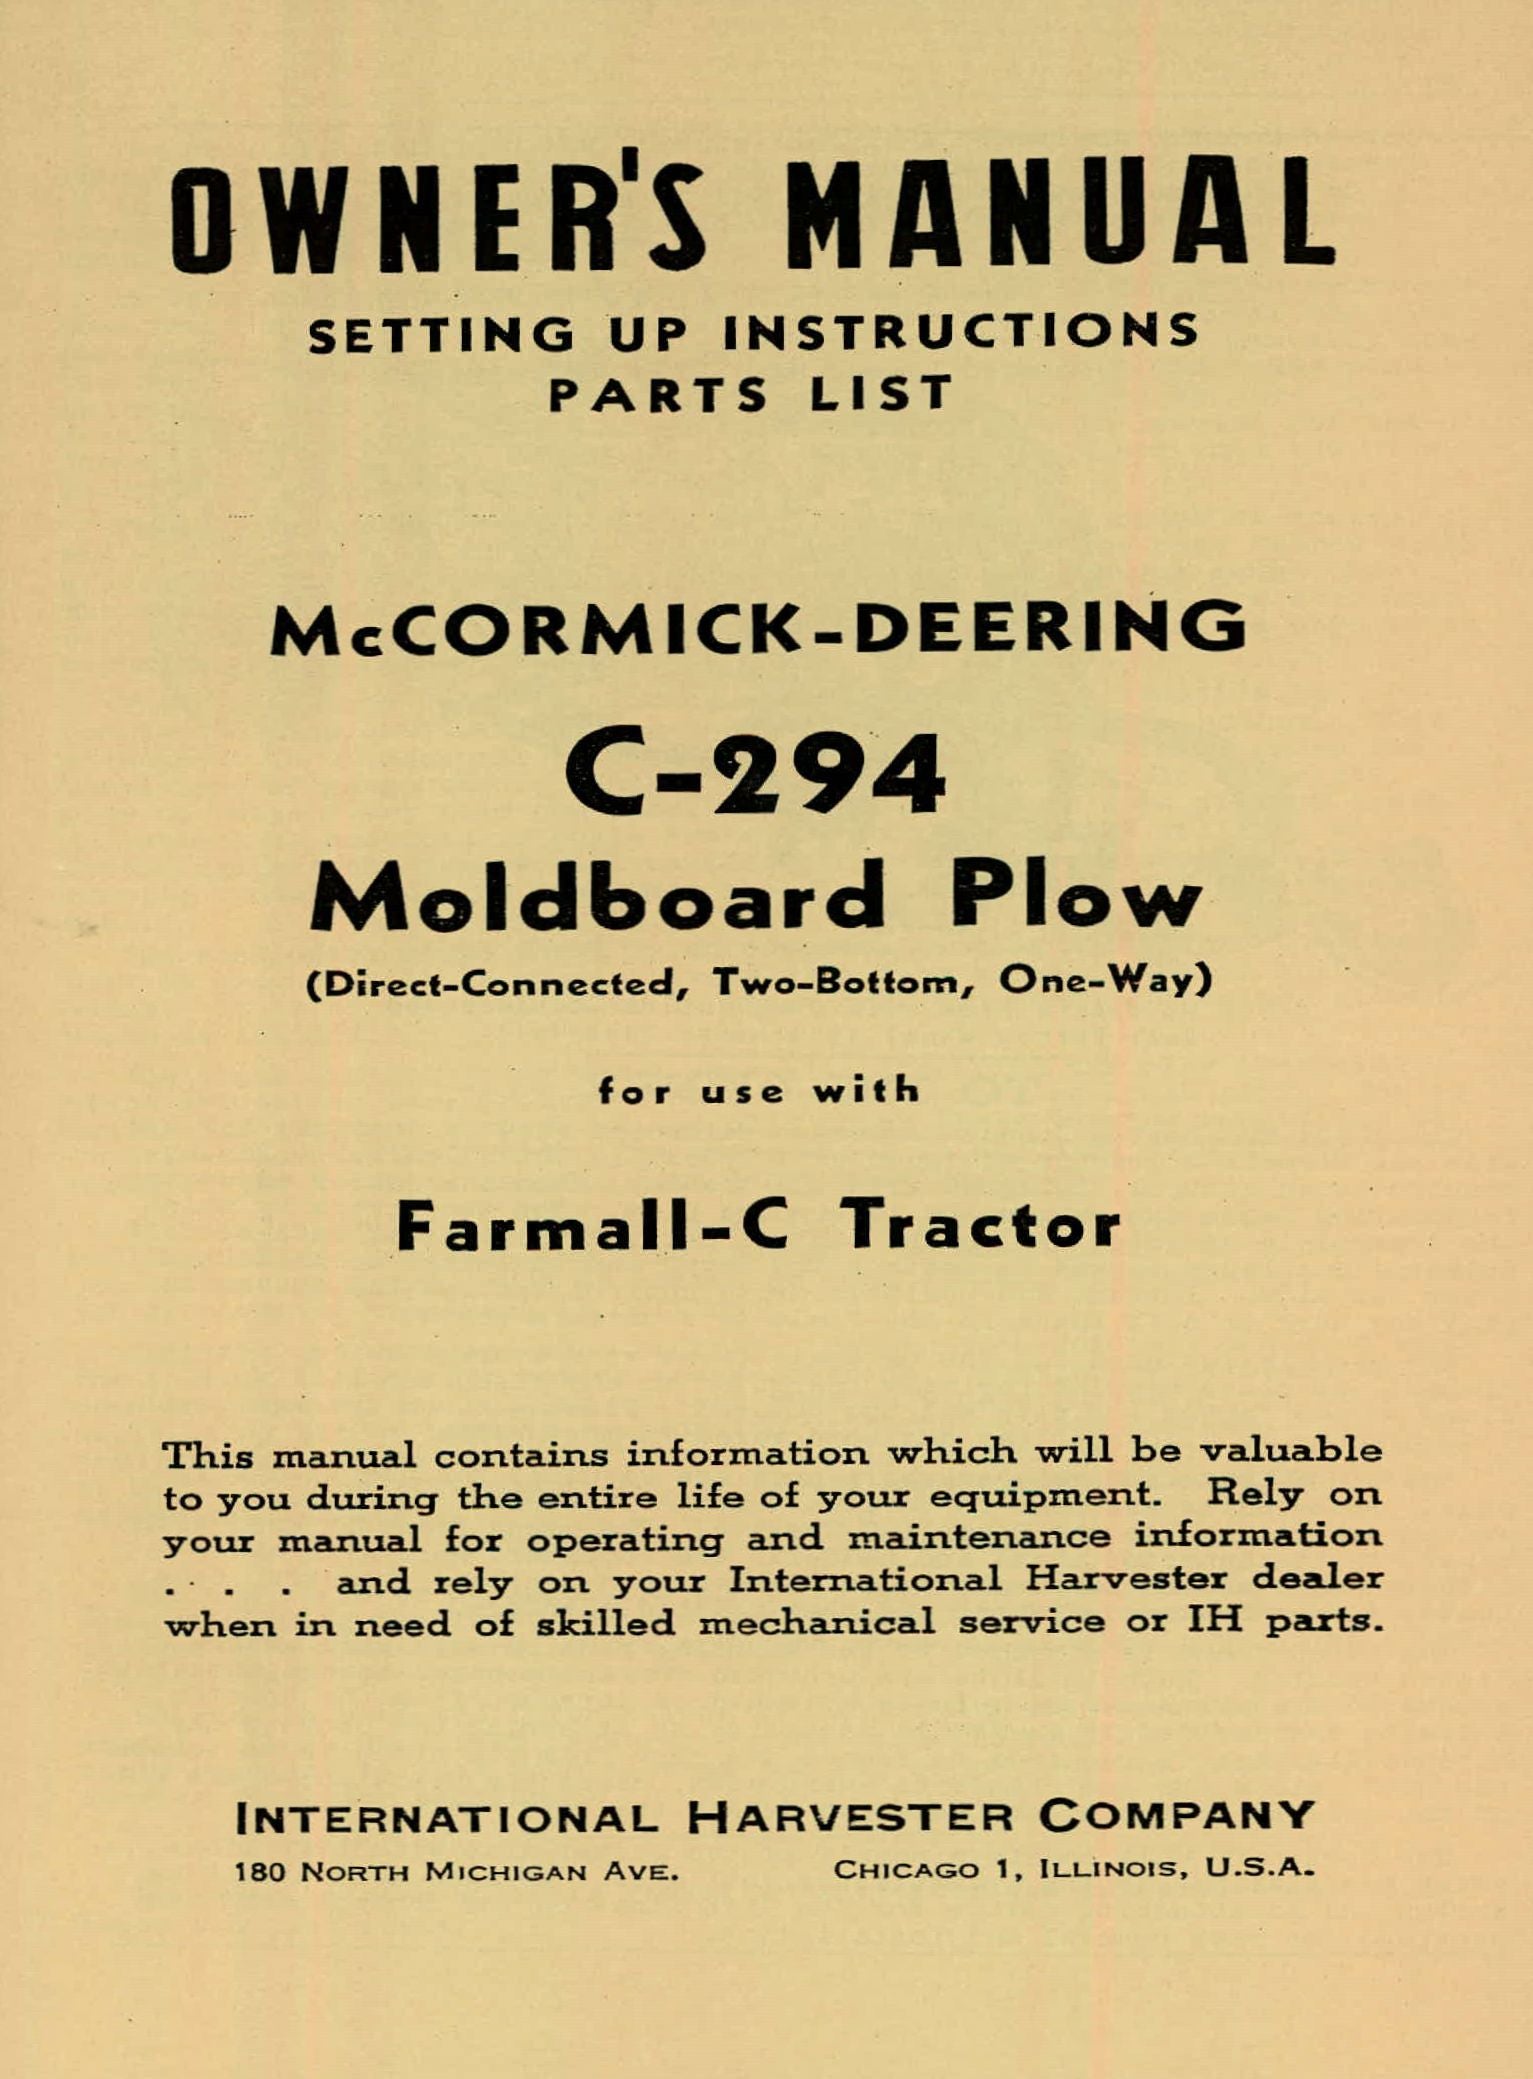 OWNER'S MANUAL
SETTING UP INSTRUCTIONS
PARTS LIST
McCORMICK-DEERING
C-294
Moldboard Plow
(Direct-Connected, Two-Bottom, One-Way)
for use with
Farmall-C Tractor
This manual contains information which will be valuable
to you during the entire life of your equipment. Rely on
your manual for operating and maintenance information
. . . and rely on your International Harvester dealer
when in need of skilled mechanical service or IH parts.
INTERNATIONAL HARVESTER COMPANY
180 NORTH MICHIGAN AVE. CHICAGO 1, ILLINOIS, U.S.A.